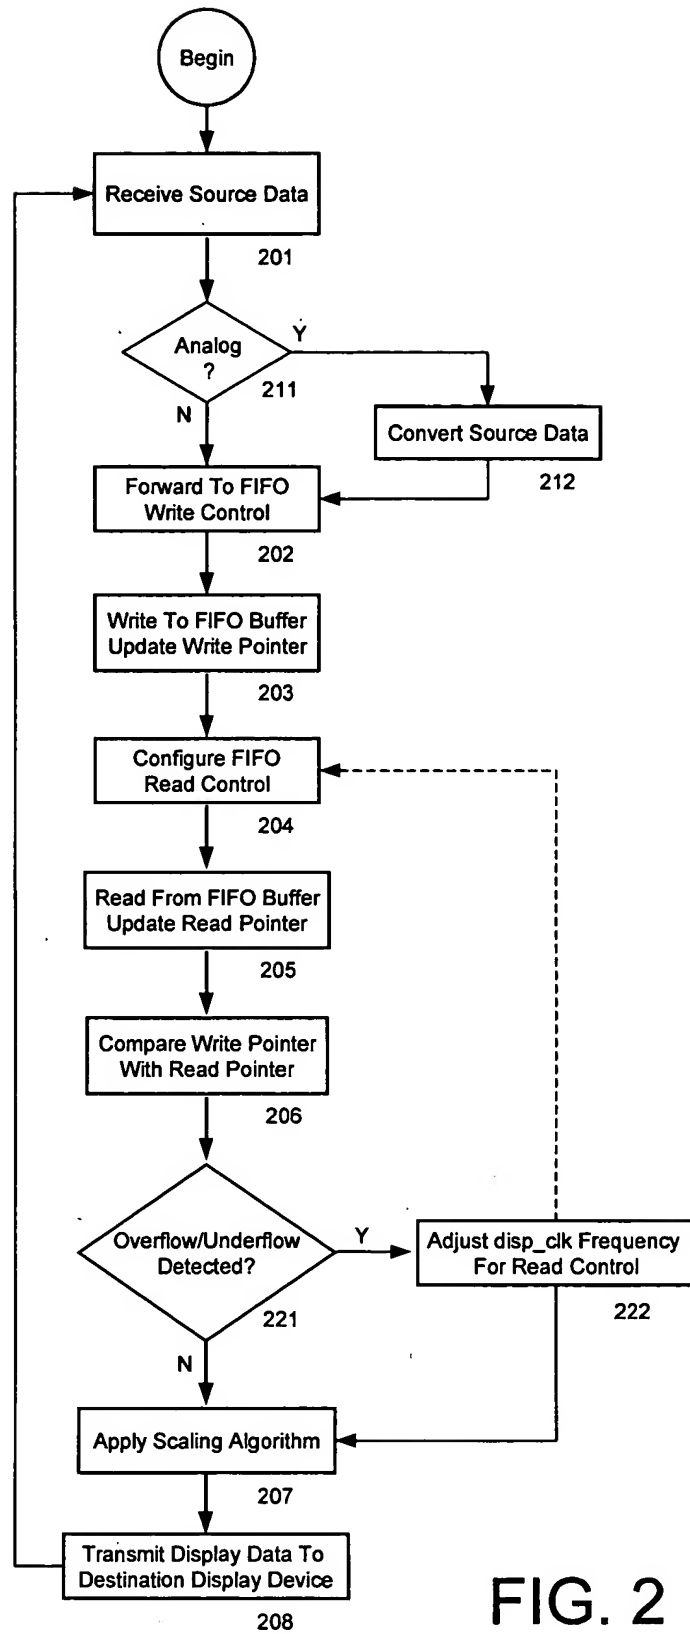 Begin
Receive Source Data
201
Analog
?
211
Y
N
Convert Source Data
212
Forward To FIFO
Write Control
202
Write To FIFO Buffer
Update Write Pointer
203
Configure FIFO
Read Control
204
Read From FIFO Buffer
Update Read Pointer
205
Compare Write Pointer
With Read Pointer
206
Overflow/Underflow
Detected?
221
Y
N
Adjust disp_clk Frequency
For Read Control
222
Apply Scaling Algorithm
207
Transmit Display Data To
Destination Display Device
208
FIG. 2